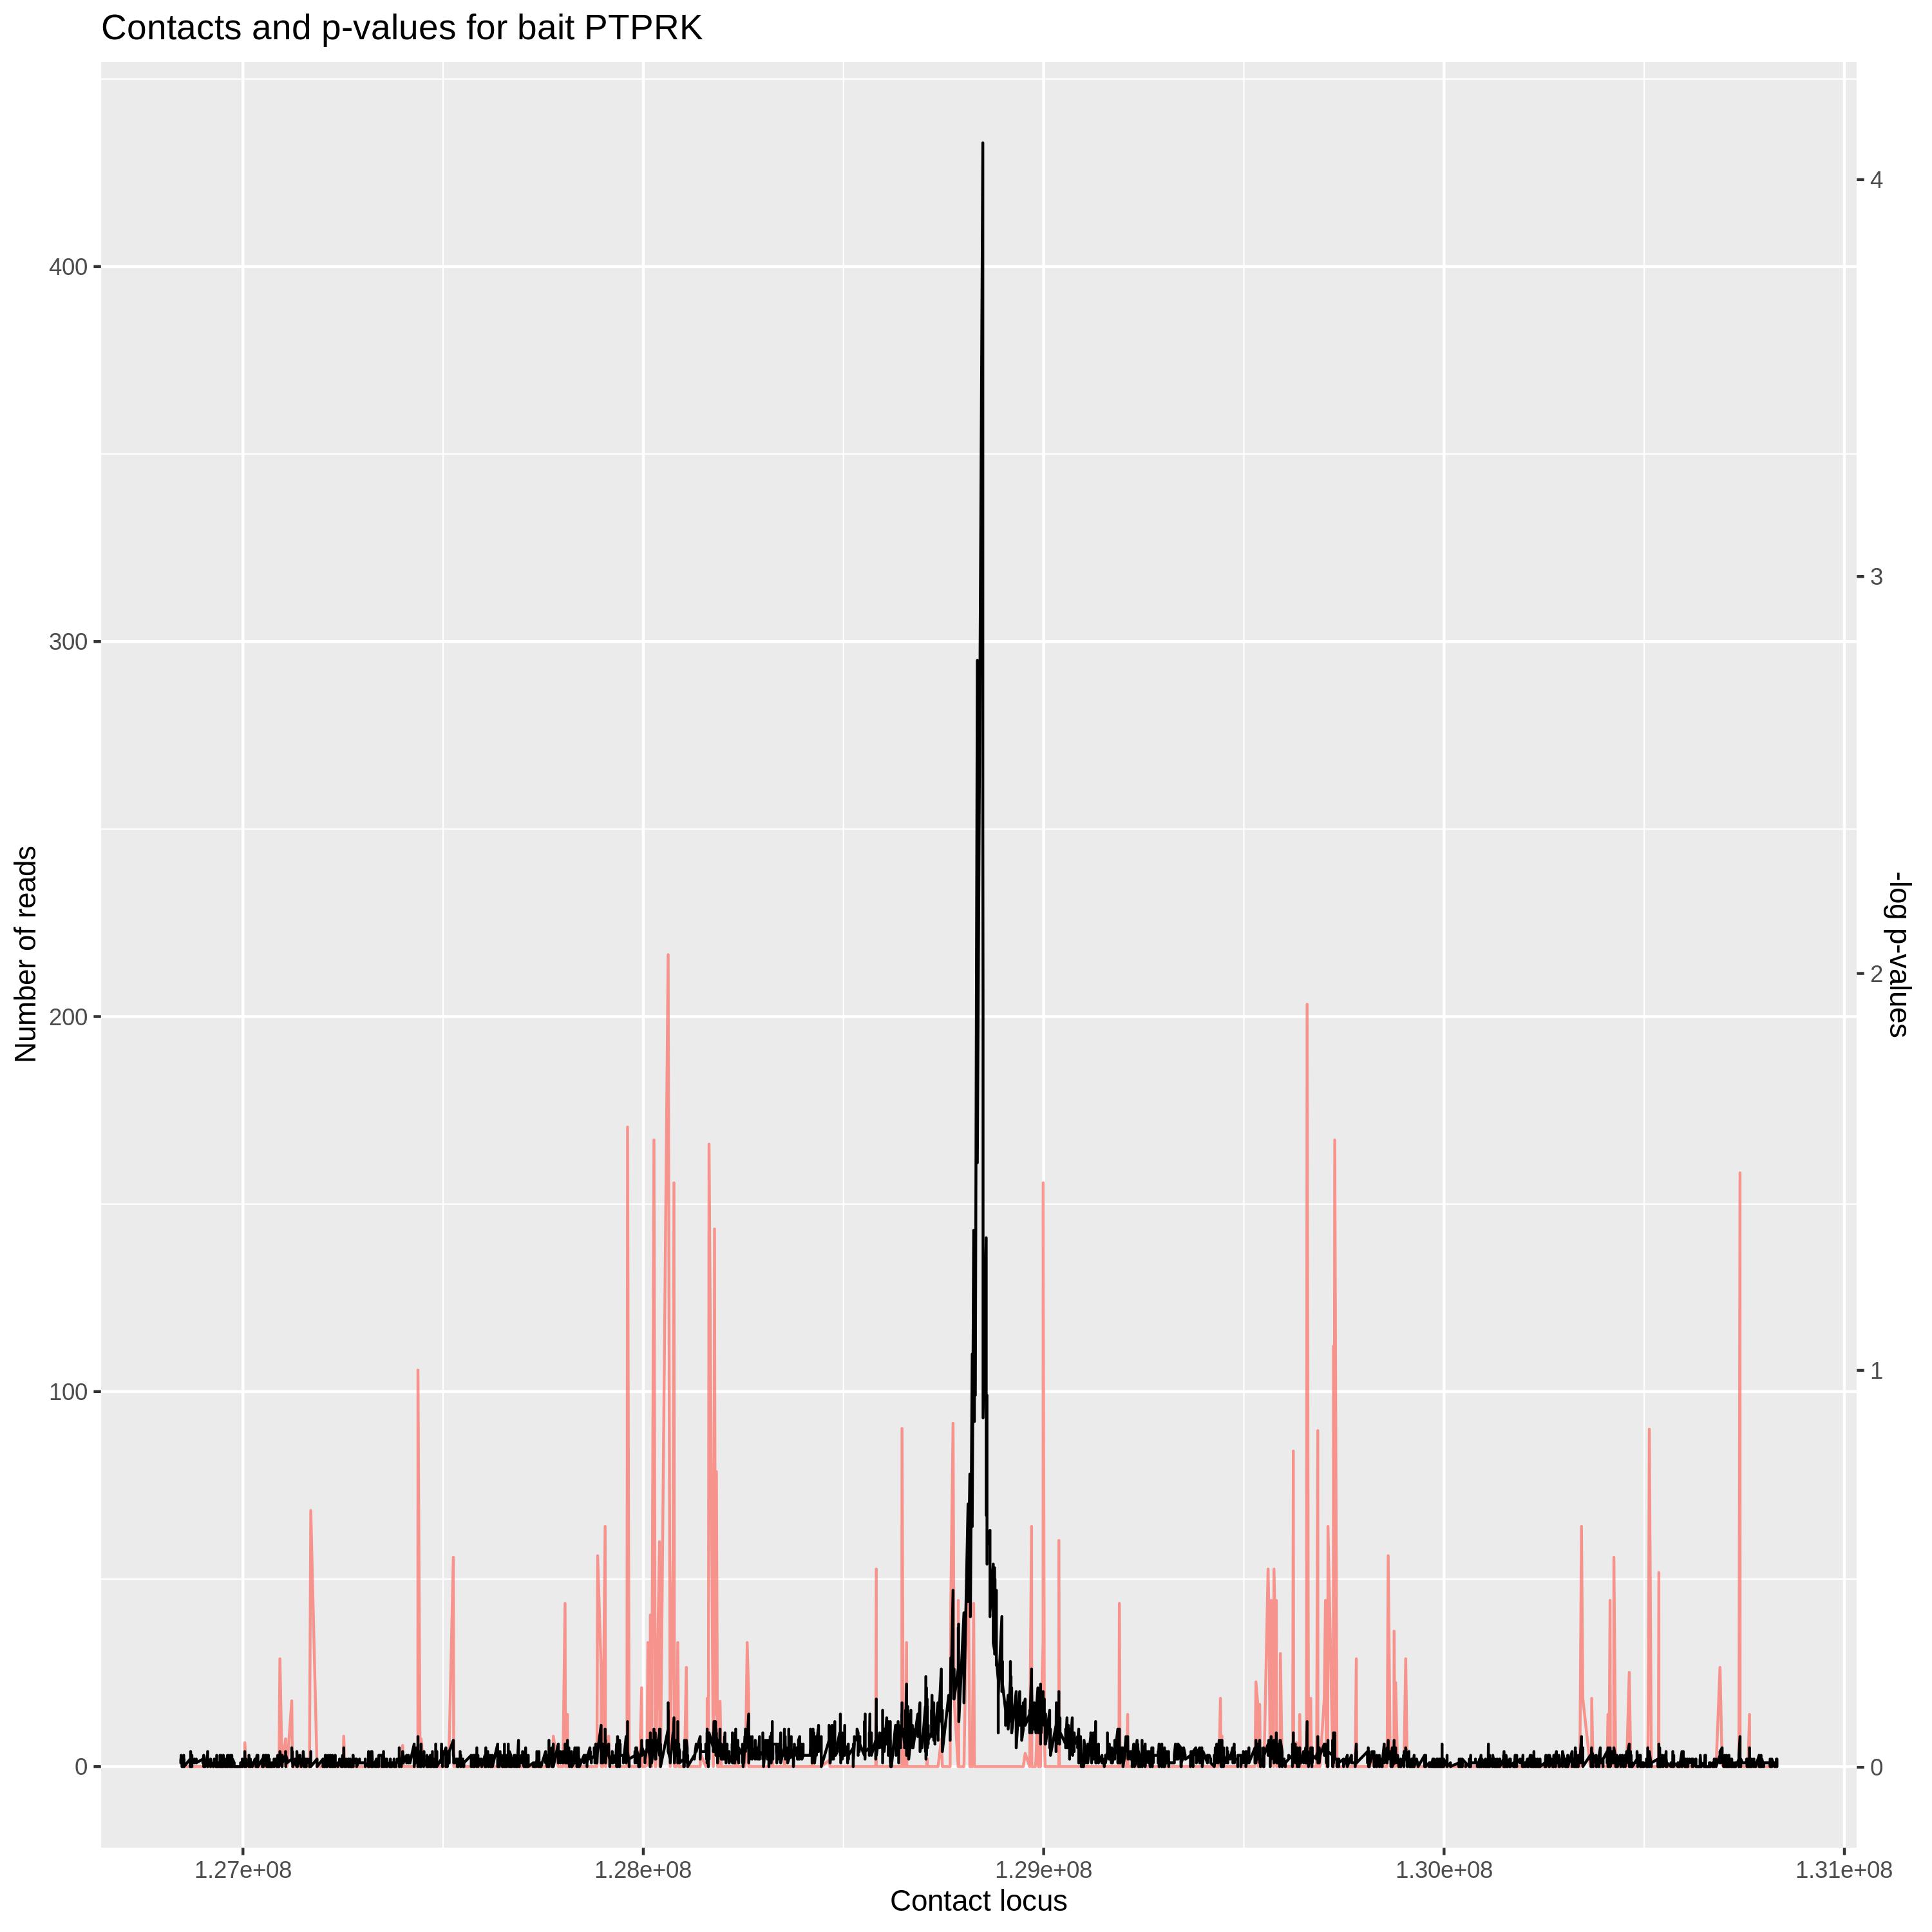 Contacts and p-values for bait PTPRK
Number of reads
400
300
200
100
0
4
3
2
1
0
-log p-values
1.27e+08
1.28e+08
1.29e+08
1.30e+08
1.31e+08
Contact locus